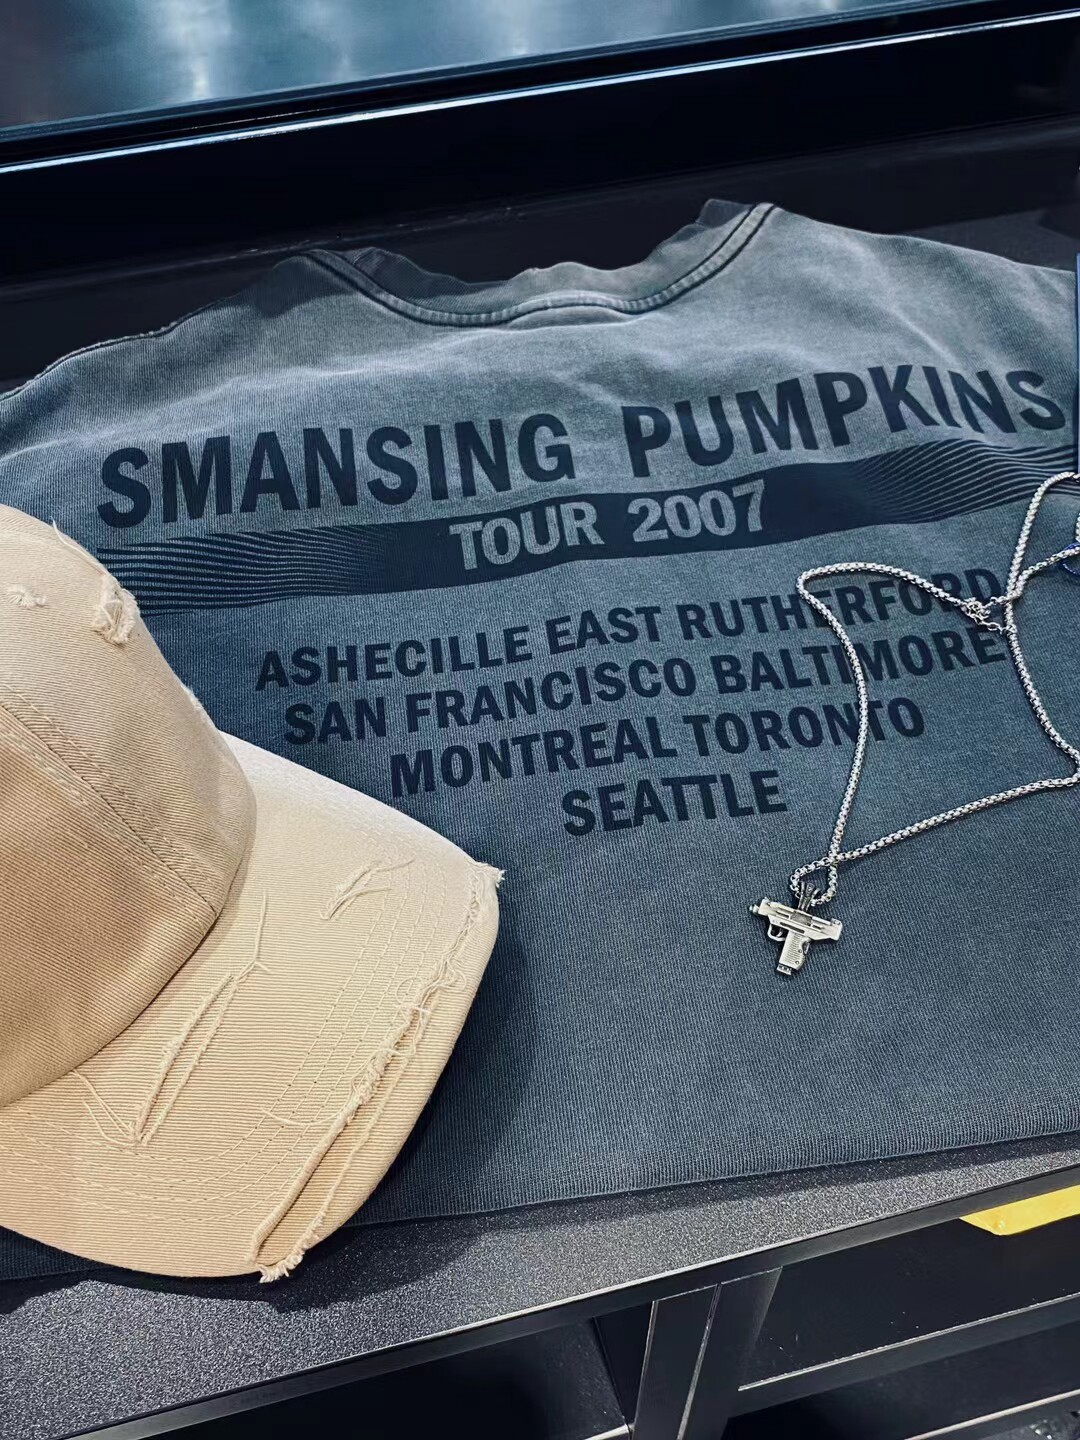 SMANSING PUMPKINS
TOUR 2007
ASHECILLE EAST RUTHERFORD
SAN FRANCISCO BALTIMORE
MONTREAL TORONTO
SEATTLE